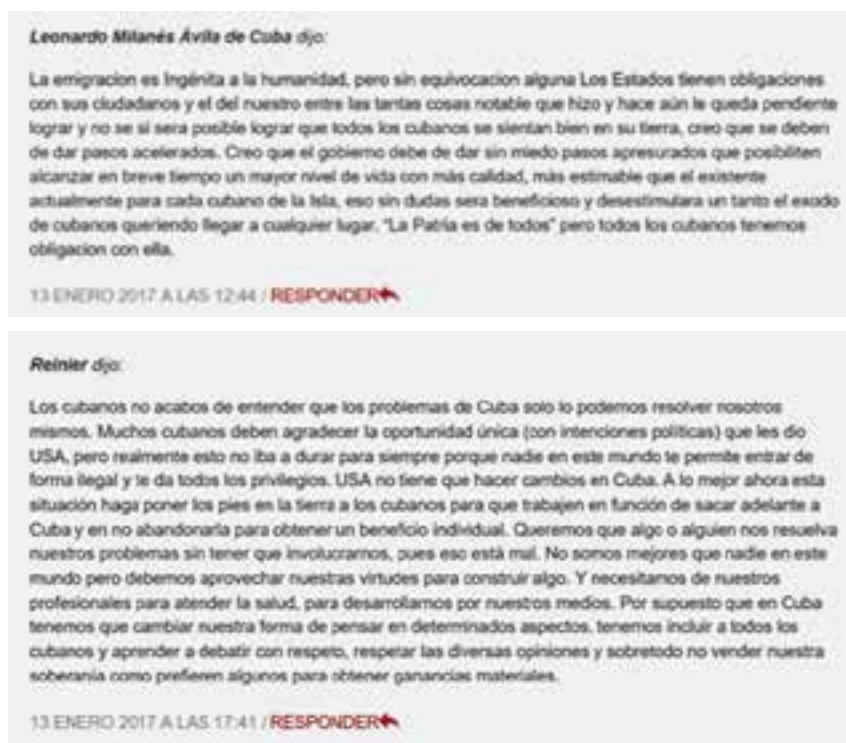 Leonardo Milanés Ávila de Cuba dijo:
La emigracion es Ingénita a la humanidad, pero sin equivocacion alguna Los Estados tienen obligaciones
con sus ciudadanos y el del nuestro entre las tantas cosas notable que hizo y hace aún le queda pendiente
lograr y no se si sera posible lograr que todos los cubanos se sientan bien en su tierra, creo que se deben
de dar pasos acelerados. Creo que el gobierno debe de dar sin miedo pasos apresurados que posibiliten
alcanzar en breve tiempo un mayor nivel de vida con más calidad, más estimable que el existente
actualmente para cada cubano de la Isla, eso sin dudas sera beneficioso y desestimulara un tanto el exodo
de cubanos queriendo llegar a cualquier lugar. "La Patria es de todos" pero todos los cubanos tenemos
obligacion con ella.
13 ENERO 2017 A LAS 12:44 / RESPONDER
Reinier dijo:
Los cubanos no acabos de entender que los problemas de Cuba solo lo podemos resolver nosotros
mismos. Muchos cubanos deben agradecer la oportunidad única (con intenciones políticas) que les dio
USA, pero realmente esto no iba a durar para siempre porque nadie en este mundo te permite entrar de
forma ilegal y te da todos los privilegios. USA no tiene que hacer cambios en Cuba. A lo mejor ahora esta
situación haga poner los pies en la tierra a los cubanos para que trabajen en función de sacar adelante a
Cuba y en no abandonarla para obtener un beneficio individual. Queremos que algo o alguien nos resuelva
nuestros problemas sin tener que involucrarnos, pues eso está mal. No somos mejores que nadie en este
mundo pero debemos aprovechar nuestras virtudes para construir algo. Y necesitamos de nuestros
profesionales para atender la salud, para desarrollarnos por nuestros medios. Por supuesto que en Cuba
tenemos que cambiar nuestra forma de pensar en determinados aspectos, tenemos incluir a todos los
cubanos y aprender a debatir con respeto, respetar las diversas opiniones y sobretodo no vender nuestra
soberanía como prefieren algunos para obtener ganancias materiales.
13 ENERO 2017 A LAS 17:41 / RESPONDER